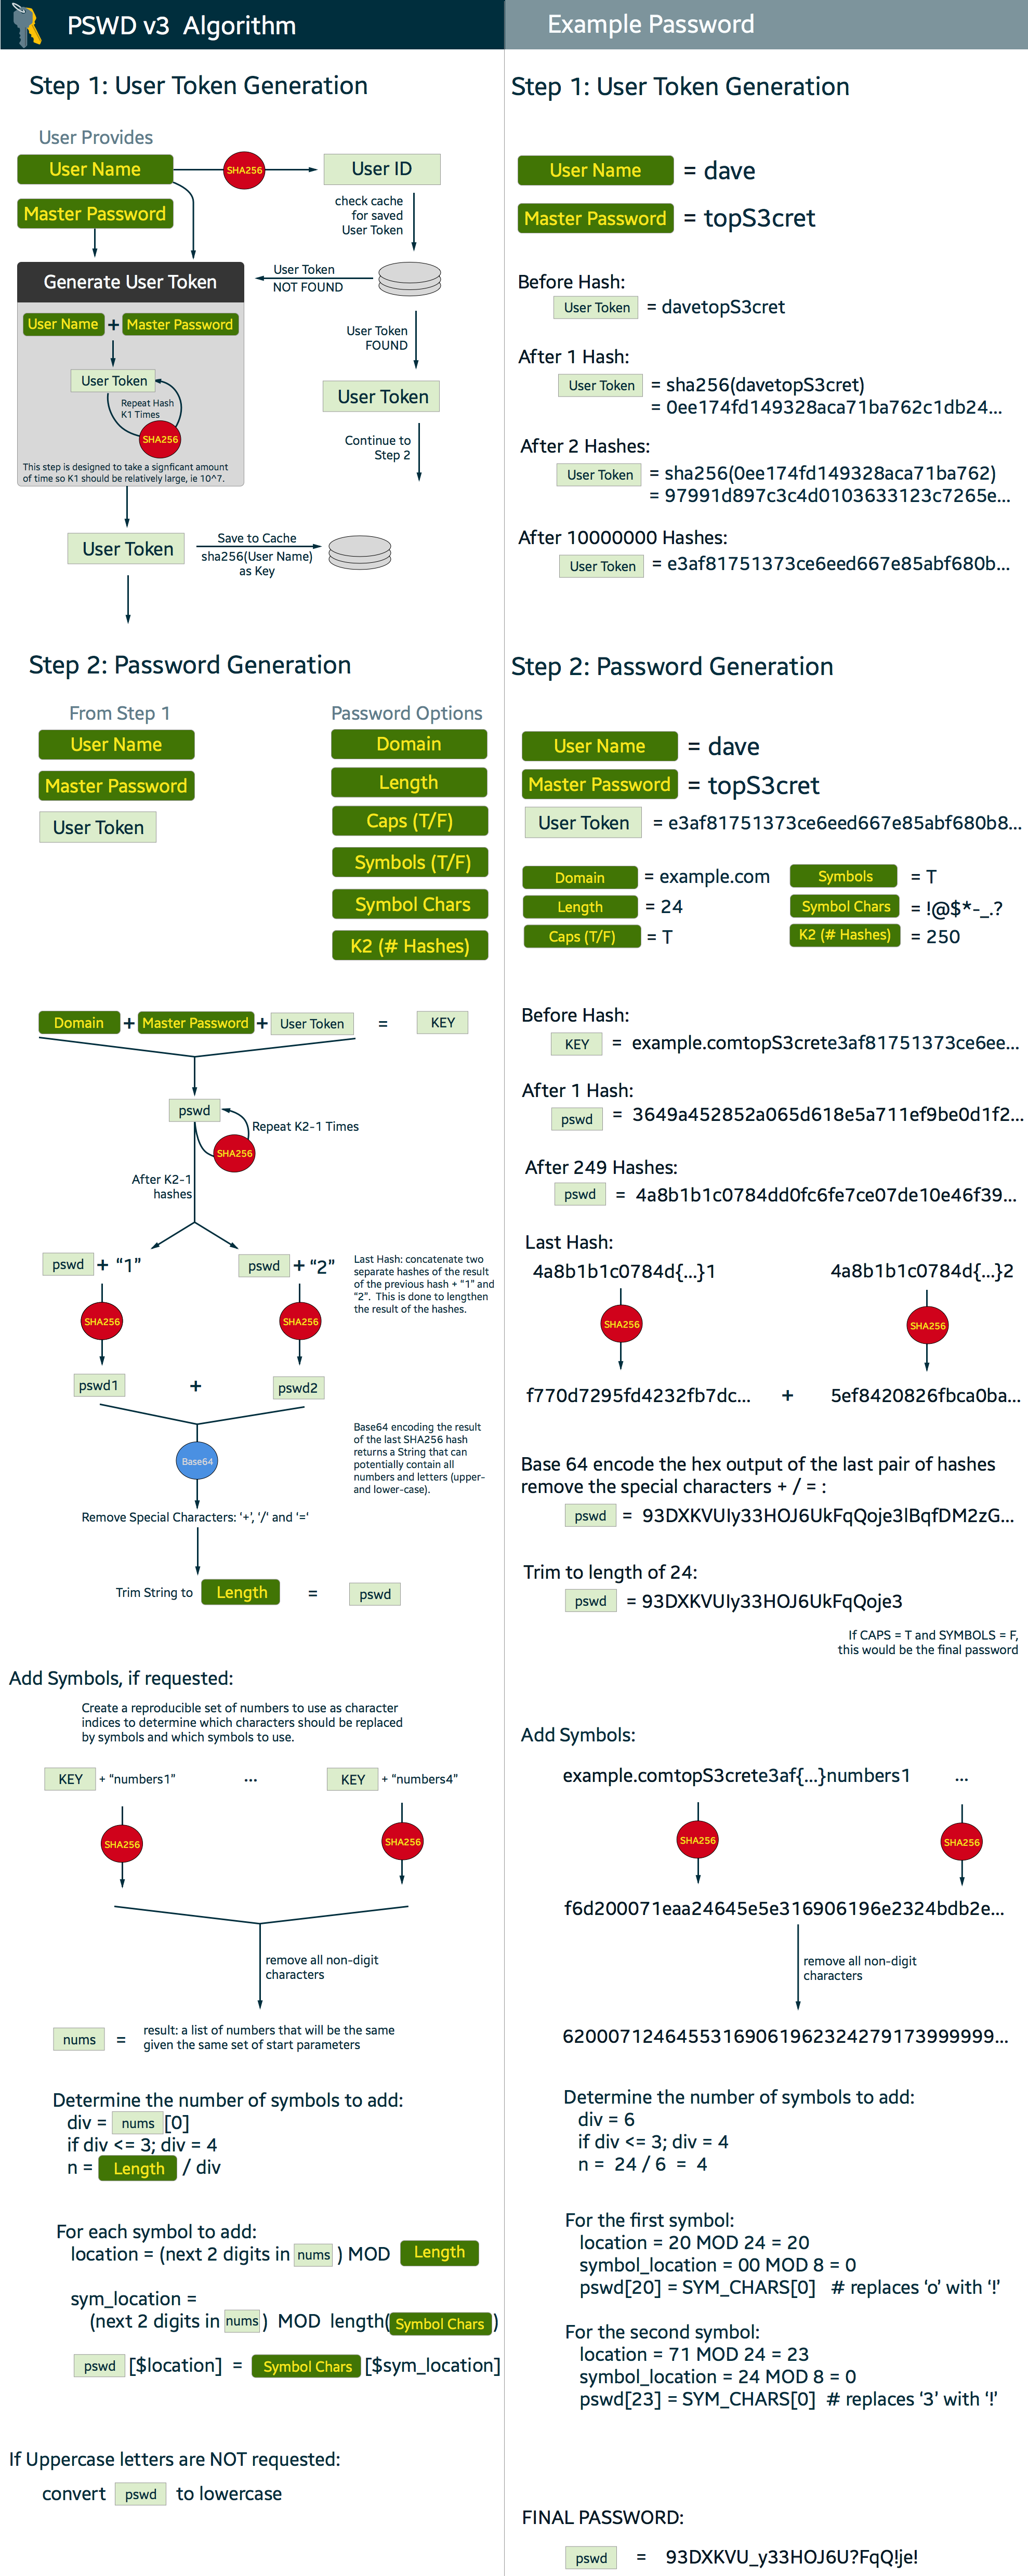 PSWD v3 Algorithm
Step 1: User Token Generation
User Provides
User Name
SHA256
User ID
Master Password
check cache
for saved
User Token
Generate User Token
User Token
NOT FOUND
User Name + Master Password
User Token
FOUND
User Token
Repeat Hash
K1 Times
SHA256
User Token
This step is designed to take a signficant amount
of time so K1 should be relatively large, ie 10^7.
Continue to
Step 2
User Token
Save to Cache
sha256(User Name)
as Key
Step 2: Password Generation
From Step 1
User Name
Master Password
User Token
Password Options
Domain
Length
Caps (T/F)
Symbols (T/F)
Symbol Chars
K2 (# Hashes)
Domain + Master Password + User Token = KEY
pswd
Repeat K2-1 Times
SHA256
After K2-1
hashes
pswd + “1”
pswd + “2”
Last Hash: concatenate two
separate hashes of the result
of the previous hash + “1” and
“2”. This is done to lengthen
the result of the hashes.
SHA256
SHA256
pswd1 + pswd2
Base64
Base64 encoding the result
of the last SHA256 hash
returns a String that can
potentially contain all
numbers and letters (upper-
and lower-case).
Remove Special Characters: ‘+’, ‘/’ and ‘=’
Trim String to Length = pswd
Add Symbols, if requested:
Create a reproducible set of numbers to use as character
indices to determine which characters should be replaced
by symbols and which symbols to use.
KEY + “numbers1” ... KEY + “numbers4”
SHA256
SHA256
remove all non-digit
characters
nums = result: a list of numbers that will be the same
given the same set of start parameters
Determine the number of symbols to add:
div = nums [0]
if div <= 3; div = 4
n = Length / div
For each symbol to add:
location = (next 2 digits in nums ) MOD Length
sym_location =
(next 2 digits in nums ) MOD length( Symbol Chars )
pswd [$location] = Symbol Chars [$sym_location]
If Uppercase letters are NOT requested:
convert pswd to lowercase
Example Password
Step 1: User Token Generation
User Name = dave
Master Password = topS3cret
Before Hash:
User Token = davetopS3cret
After 1 Hash:
User Token = sha256(davetopS3cret)
= 0ee174fd149328aca71ba762c1db24...
After 2 Hashes:
User Token = sha256(0ee174fd149328aca71ba762)
= 97991d897c3c4d0103633123c7265e...
After 10000000 Hashes:
User Token = e3af81751373ce6eed667e85abf680b...
Step 2: Password Generation
User Name = dave
Master Password = topS3cret
User Token = e3af81751373ce6eed667e85abf680b8...
Domain = example.com
Symbols = T
Length = 24
Symbol Chars = !@$*-_.?
Caps (T/F) = T
K2 (# Hashes) = 250
Before Hash:
KEY = example.comtopS3crete3af81751373ce6ee...
After 1 Hash:
pswd = 3649a452852a065d618e5a711ef9be0d1f2...
After 249 Hashes:
pswd = 4a8b1b1c0784dd0fc6fe7ce07de10e46f39...
Last Hash:
4a8b1b1c0784d{...}1
4a8b1b1c0784d{...}2
SHA256
SHA256
f770d7295fd4232fb7dc... + 5ef8420826fbca0ba...
Base 64 encode the hex output of the last pair of hashes
remove the special characters + / = :
pswd = 93DXKVUIy33HOJ6UkFqQoje3lBqfDM2zG...
Trim to length of 24:
pswd = 93DXKVUIy33HOJ6UkFqQoje3
If CAPS = T and SYMBOLS = F,
this would be the final password
Add Symbols:
example.comtopS3crete3af{...}numbers1 ...
SHA256
SHA256
f6d200071eaa24645e5e316906196e2324bdb2e...
remove all non-digit
characters
62000712464553169061962324279173999999...
Determine the number of symbols to add:
div = 6
if div <= 3; div = 4
n = 24 / 6 = 4
For the first symbol:
location = 20 MOD 24 = 20
symbol_location = 00 MOD 8 = 0
pswd[20] = SYM_CHARS[0] # replaces ‘o’ with ‘!’
For the second symbol:
location = 71 MOD 24 = 23
symbol_location = 24 MOD 8 = 0
pswd[23] = SYM_CHARS[0] # replaces ‘3’ with ‘!’
FINAL PASSWORD:
pswd = 93DXKVU_y33HOJ6U?FqQ!je!